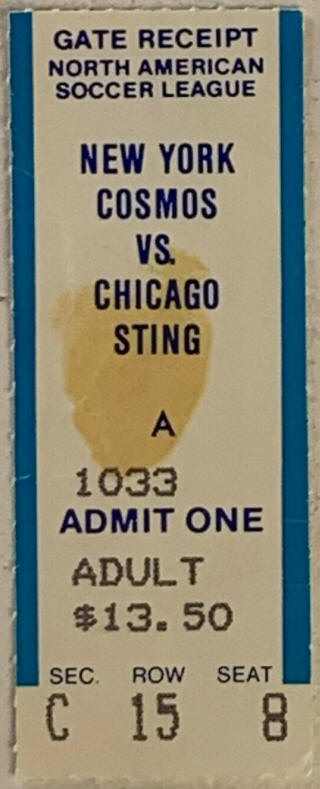 GATE RECEIPT
NORTH AMERICAN
SOCCER LEAGUE
NEW YORK
COSMOS
VS.
CHICAGO
STING
A
1033
ADMIT ONE
ADULT
$13.50
SEC. ROW SEAT
C 15 8